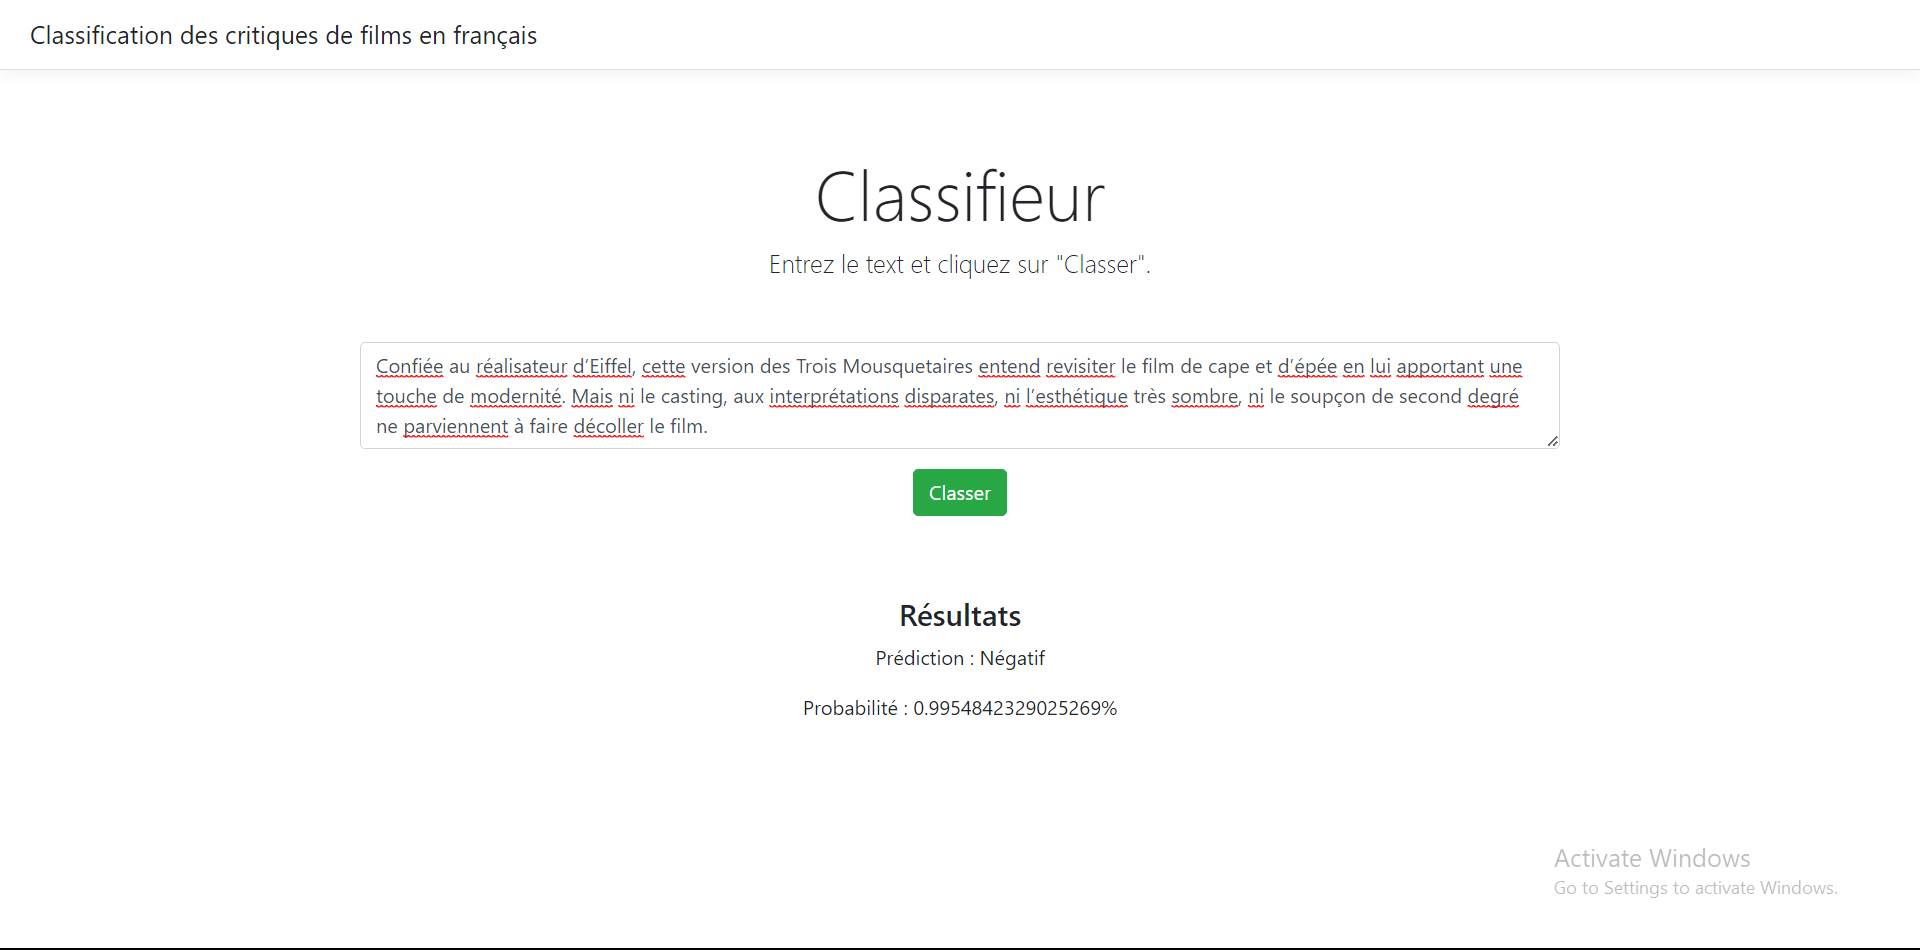 Classification des critiques de films en français
Classifieur
Entrez le text et cliquez sur "Classer".
Confiée au réalisateur d’Eiffel, cette version des Trois Mousquetaires entend revisiter le film de cape et d’épée en lui apportant une
touche de modernité. Mais ni le casting, aux interprétations disparates, ni l’esthétique très sombre, ni le soupçon de second degré
ne parviennent à faire décoller le film.
Classer
Résultats
Prédiction : Négatif
Probabilité : 0.9954842329025269%
Activate Windows
Go to Settings to activate Windows.